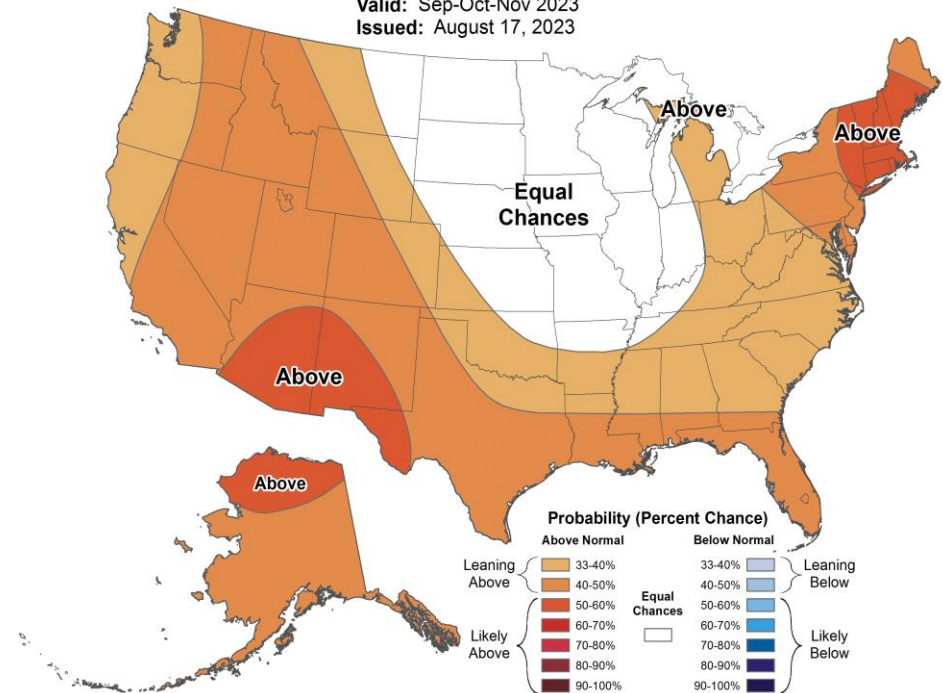 Valid: Sep-Oct-Nov 2023
Issued: August 17, 2023
Above
Above
Equal
Chances
Above
Above
Probability (Percent Chance)
Above Normal
Below Normal
Leaning
Above
33-40%
40-50%
50-60%
60-70%
70-80%
80-90%
90-100%
Likely
Above
Equal
Chances
33-40%
40-50%
50-60%
60-70%
70-80%
80-90%
90-100%
Leaning
Below
Likely
Below